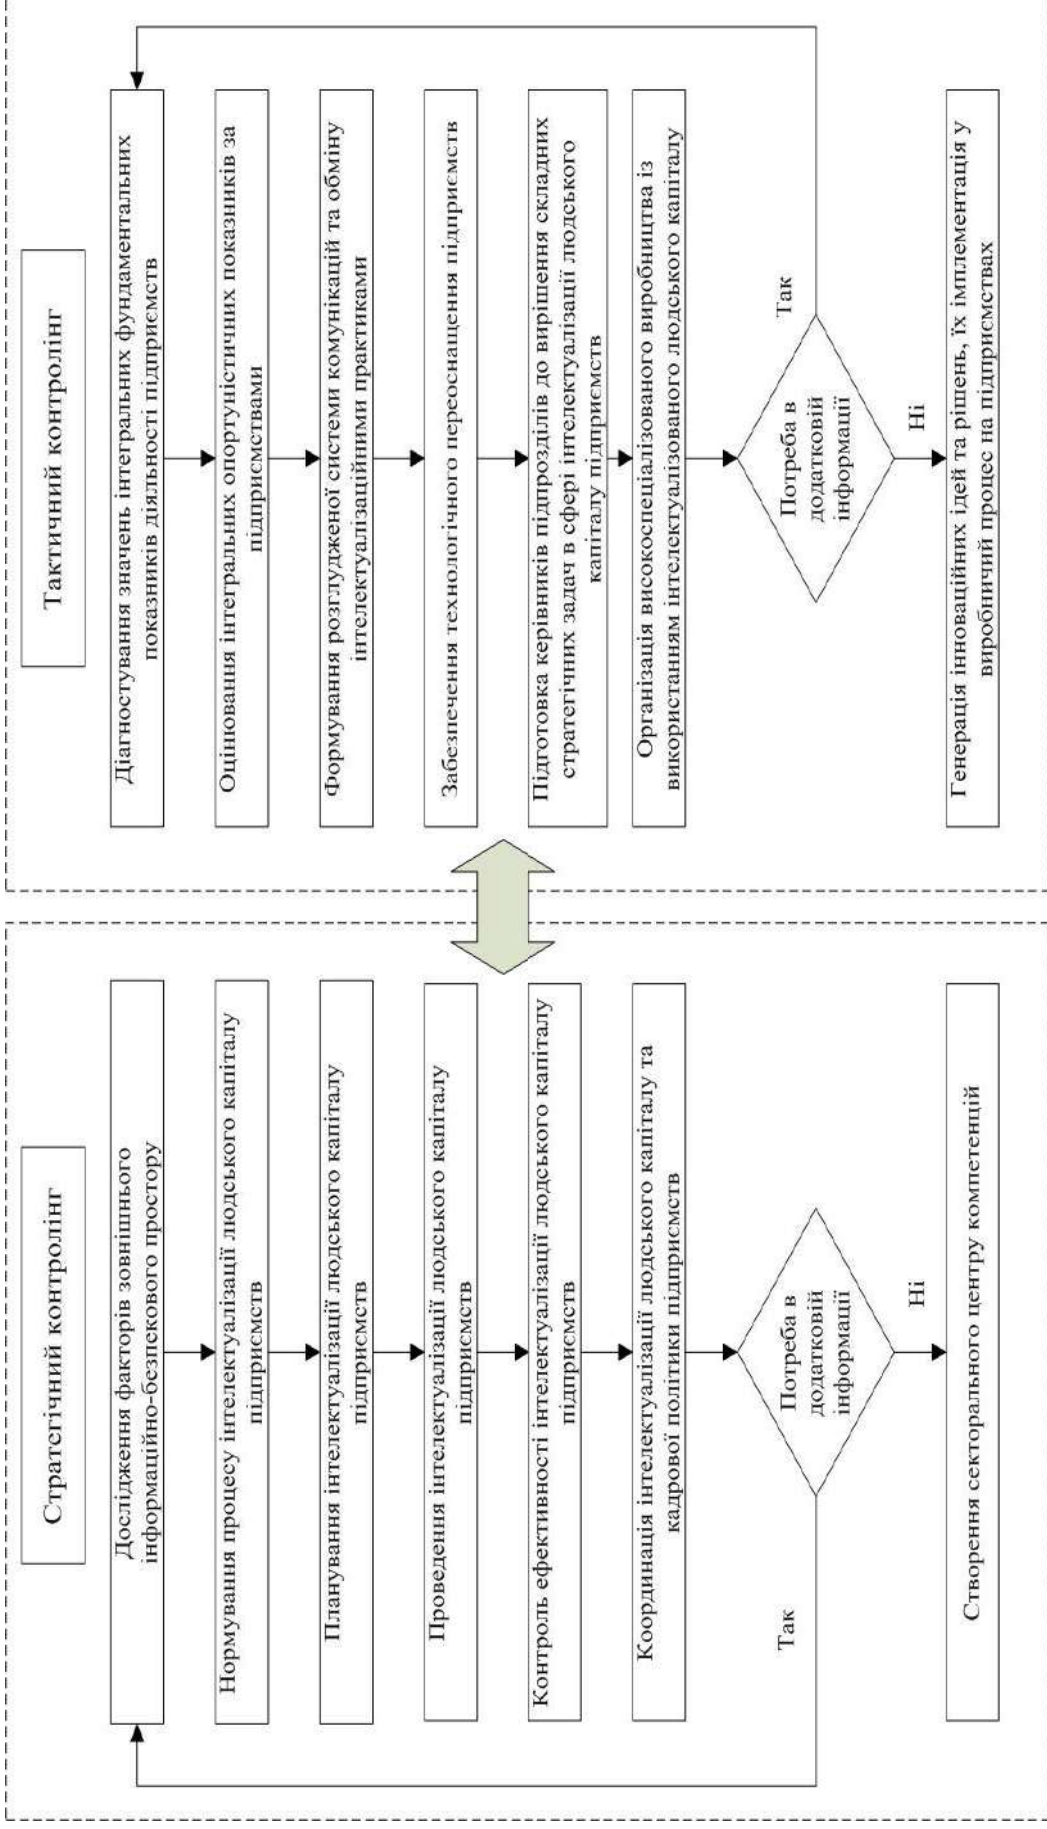 Стратегічний контролінг
Дослідження факторів зовнішнього
інформаційно-безпекового простору
Нормування процесу інтелектуалізації людського капіталу
підприємств
Планування інтелектуалізації людського капіталу
підприємств
Проведення інтелектуалізації людського капіталу
підприємств
Контроль ефективності інтелектуалізації людського капіталу
підприємств
Координація інтелектуалізації людського капіталу та
кадрової політики підприємств
Потреба в
додатковій
інформації
Так
Ні
Створення секторального центру компетенцій
Тактичний контролінг
Діагностування значень інтегральних фундаментальних
показників діяльності підприємств
Оцінювання інтегральних опортуністичних показників за
підприємствами
Формування розглудженої системи комунікацій та обміну
інтелектуалізаційними практиками
Забезпечення технологічного переоснащення підприємств
Підготовка керівників підпрозділів до вирішення складних
стратегічних задач в сфері інтелектуалізації людського
капіталу підприємств
Організація високоспеціалізованого виробництва із
використанням інтелектуалізованого людського капіталу
Потреба в
додатковій
інформації
Так
Ні
Генерація інноваційних ідей та рішень, їх імплементація у
виробничий процес на підприємствах